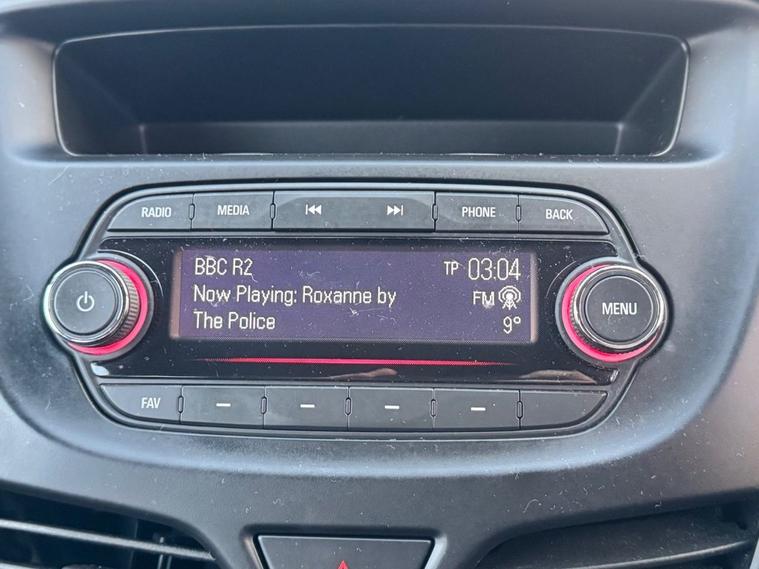 RADIO MEDIA PHONE BACK
BBC R2 TP 03:04
Now Playing: Roxanne by FM
The Police 9°
MENU
FAV